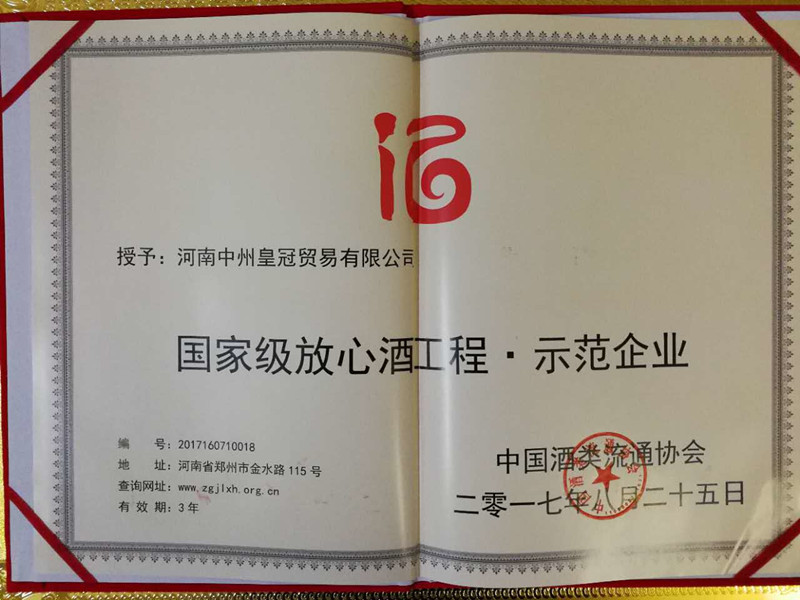 授予：河南中州皇冠贸易有限公司
国家级放心酒工程·示范企业
编 号：2017160710018
地 址：河南省郑州市金水路115号
查询网址：www.zgjlxh.org.cn
有 效 期：3年
中国酒类流通协会
二零一七年八月二十五日